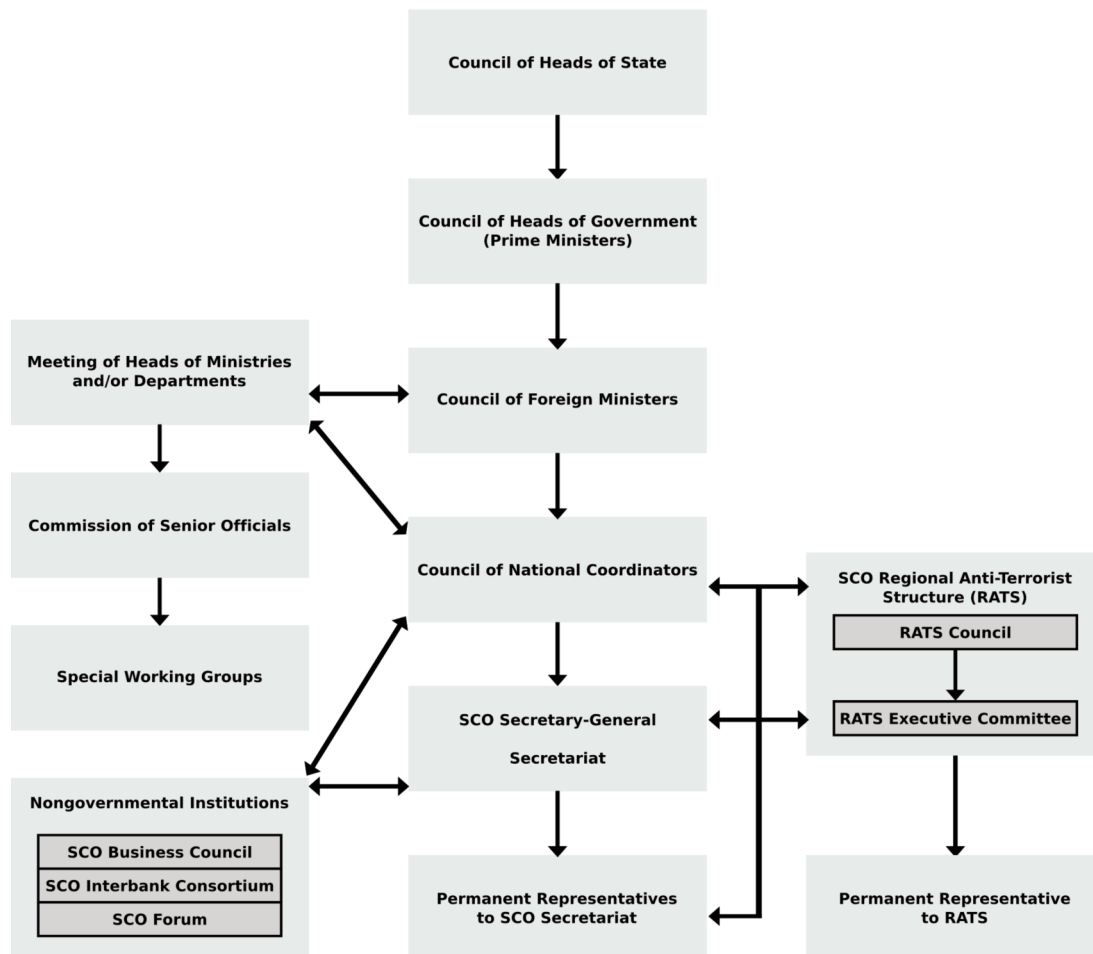 Council of Heads of State
Council of Heads of Government
(Prime Ministers)
Meeting of Heads of Ministries
and/or Departments
Council of Foreign Ministers
Commission of Senior Officials
Council of National Coordinators
SCO Regional Anti-Terrorist
Structure (RATS)
RATS Council
RATS Executive Committee
Special Working Groups
SCO Secretary-General
Secretariat
Nongovernmental Institutions
SCO Business Council
SCO Interbank Consortium
SCO Forum
Permanent Representatives
to SCO Secretariat
Permanent Representative
to RATS